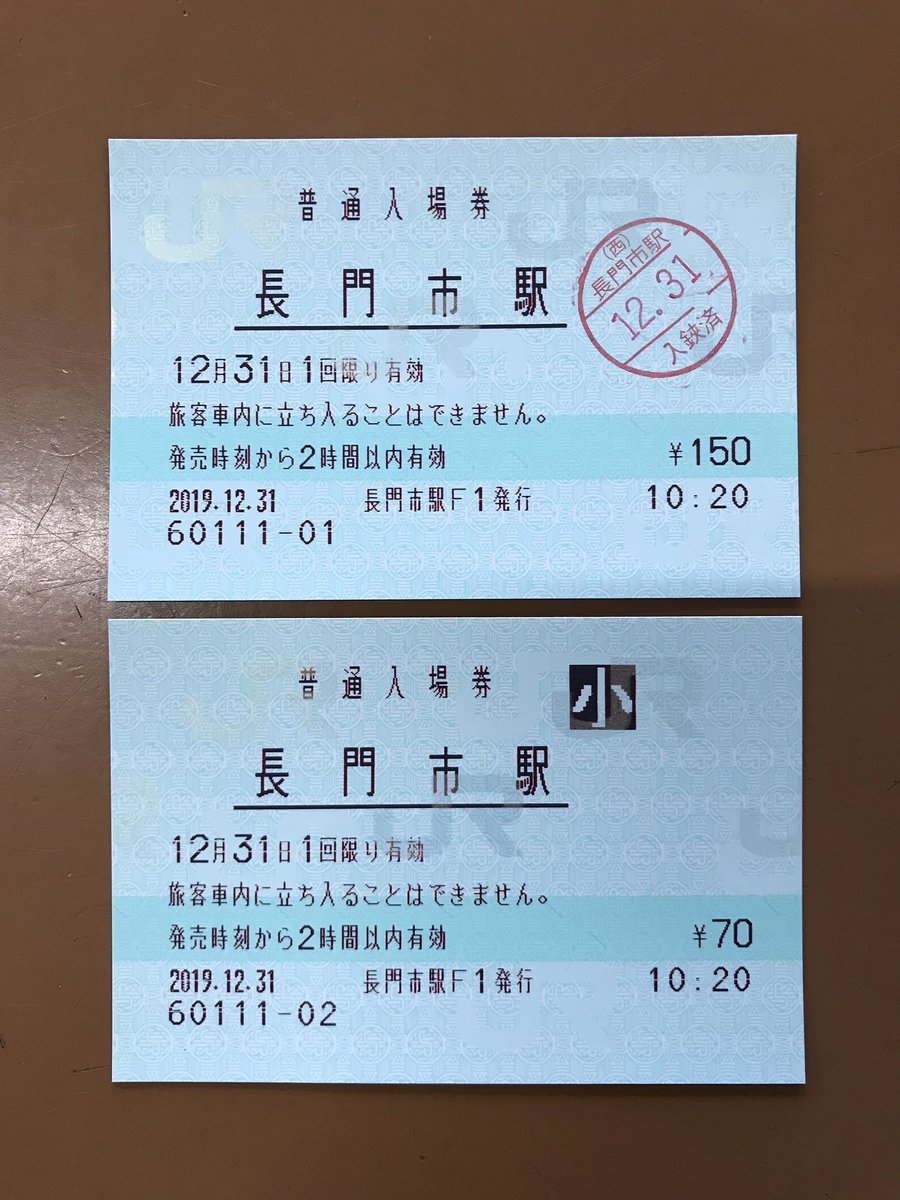 普通入場券
長門市駅
(西)
長門市駅
12.31
入鋏済
12月31日1回限り有効
旅客車内に立ち入ることはできません。
発売時刻から2時間以内有効 ¥150
2019.12.31 長門市駅F1発行 10:20
60111-01
普通入場券 小
長門市駅
12月31日1回限り有効
旅客車内に立ち入ることはできません。
発売時刻から2時間以内有効 ¥70
2019.12.31 長門市駅F1発行 10:20
60111-02